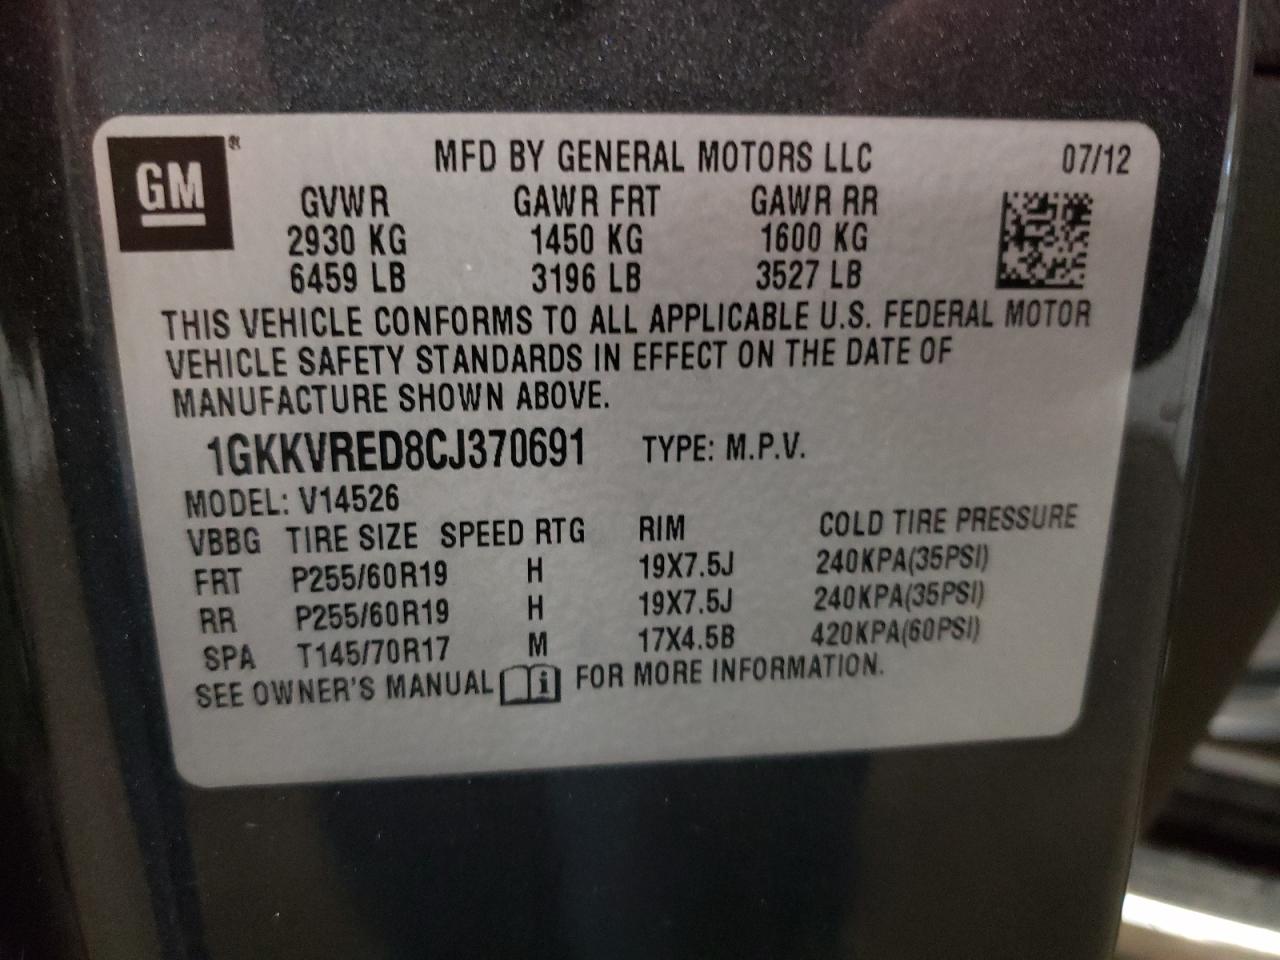 GM ®
MFD BY GENERAL MOTORS LLC 07/12
GVWR GAWR FRT GAWR RR
2930 KG 1450 KG 1600 KG
6459 LB 3196 LB 3527 LB
THIS VEHICLE CONFORMS TO ALL APPLICABLE U.S. FEDERAL MOTOR
VEHICLE SAFETY STANDARDS IN EFFECT ON THE DATE OF
MANUFACTURE SHOWN ABOVE.
1GKKVRED8CJ370691 TYPE: M.P.V.
MODEL: V14526
VBBG TIRE SIZE SPEED RTG RIM COLD TIRE PRESSURE
FRT P255/60R19 H 19X7.5J 240KPA(35PSI)
RR P255/60R19 H 19X7.5J 240KPA(35PSI)
SPA T145/70R17 M 17X4.5B 420KPA(60PSI)
SEE OWNER'S MANUAL i FOR MORE INFORMATION.